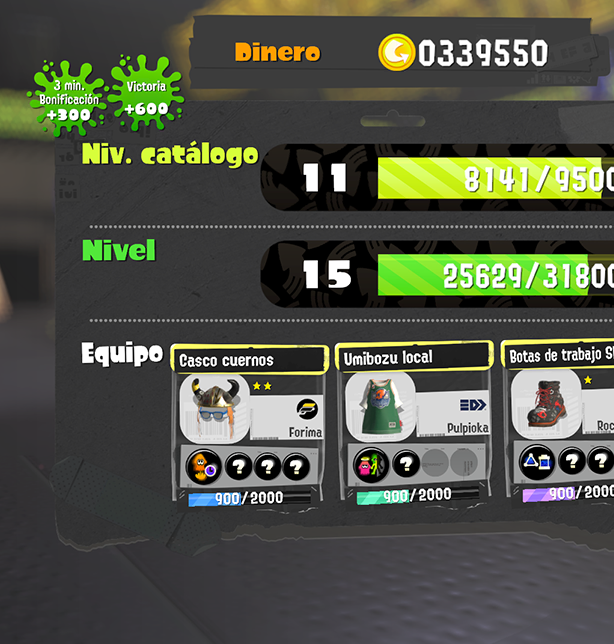 Dinero 0339550
3 min.
Bonificación
+300
Victoria
+600
Niv. catálogo 11 8141/9500
Nivel 15 25629/31800
Equipo
Casco cuernos
Forima
900/2000
Umibozu local
Pulpioka
900/2000
Botas de trabajo
Roc
900/2000